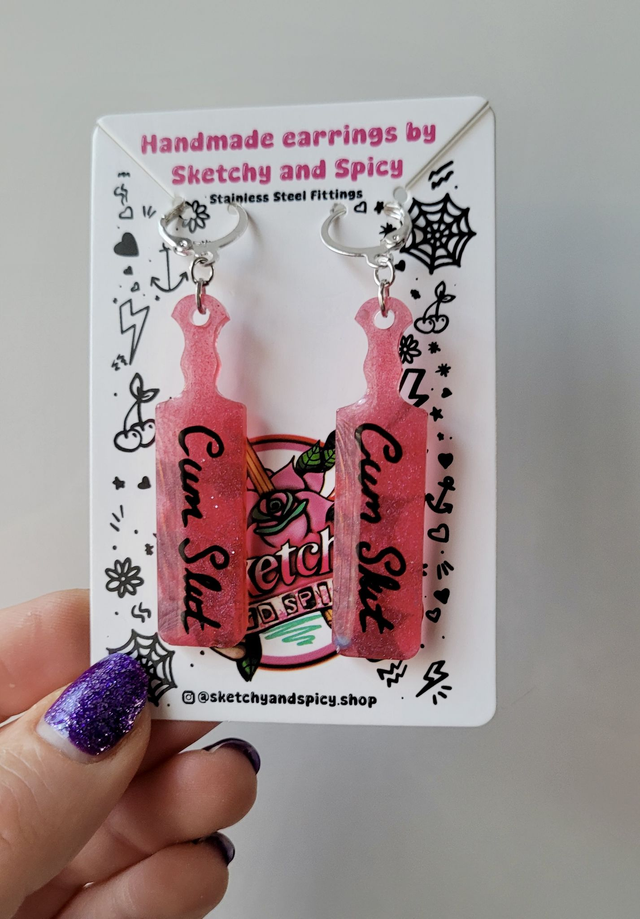 Handmade earrings by
Sketchy and Spicy
Stainless Steel Fittings
Cum Slut
Cum Slut
@sketchyandspicy.shop